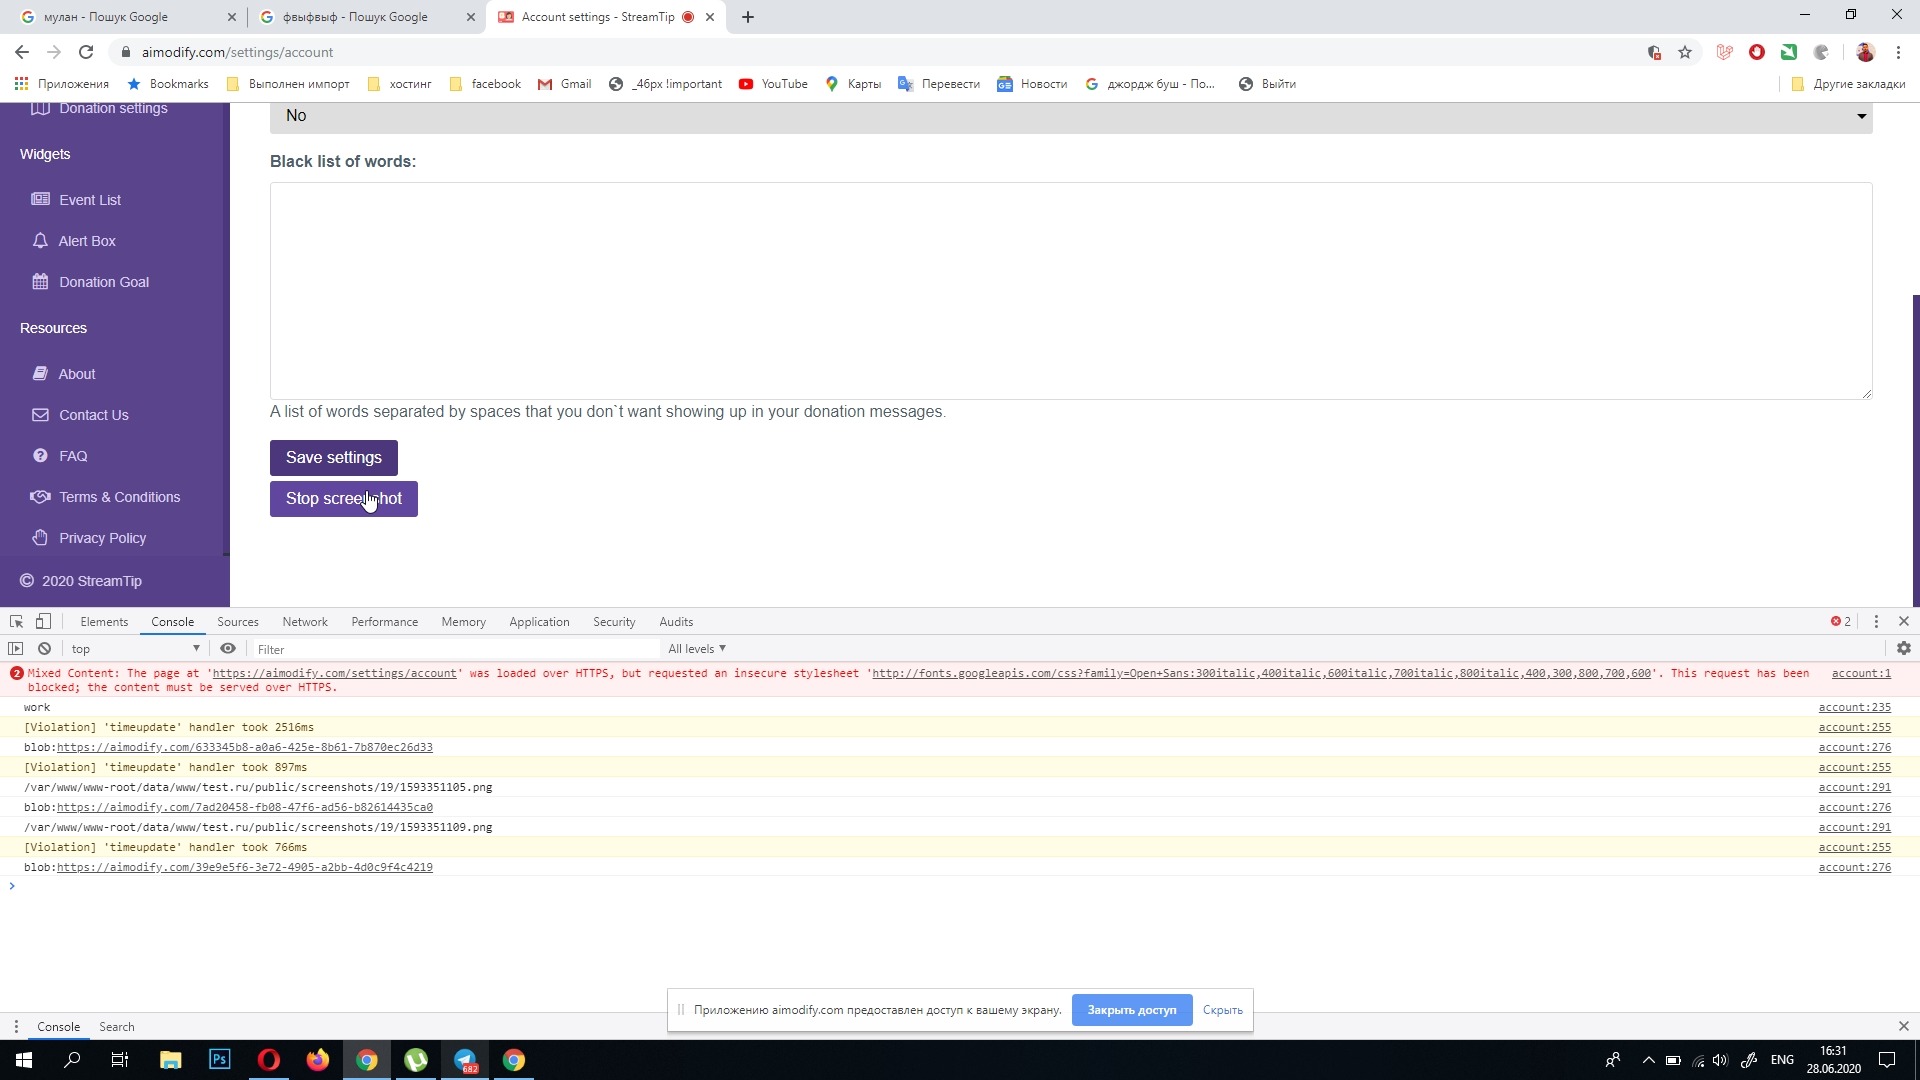 мулан - Пошук Google
фвыфвыф - Пошук Google
Account settings - StreamTip
aimodify.com/settings/account
Приложения
Bookmarks
Выполнен импорт
хостинг
facebook
Gmail
_46px !important
YouTube
Карты
Перевести
Новости
джордж буш - По...
Выйти
Другие закладки
Donation settings
Widgets
Event List
Alert Box
Donation Goal
Resources
About
Contact Us
FAQ
Terms & Conditions
Privacy Policy
© 2020 StreamTip
No
Black list of words:
A list of words separated by spaces that you don`t want showing up in your donation messages.
Save settings
Stop screenshot
Elements
Console
Sources
Network
Performance
Memory
Application
Security
Audits
2
top
Filter
All levels
2
Mixed Content: The page at 'https://aimodify.com/settings/account' was loaded over HTTPS, but requested an insecure stylesheet 'http://fonts.googleapis.com/css?family=Open+Sans:300italic,400italic,600italic,700italic,800italic,400,300,800,700,600'. This request has been account:1
blocked; the content must be served over HTTPS.
work account:235
[Violation] 'timeupdate' handler took 2516ms account:255
blob:https://aimodify.com/633345b8-a0a6-425e-8b61-7b870ec26d33 account:276
[Violation] 'timeupdate' handler took 897ms account:255
/var/www/www-root/data/www/test.ru/public/screenshots/19/1593351105.png account:291
blob:https://aimodify.com/7ad20458-fb08-47f6-ad56-b82614435ca0 account:276
/var/www/www-root/data/www/test.ru/public/screenshots/19/1593351109.png account:291
[Violation] 'timeupdate' handler took 766ms account:255
blob:https://aimodify.com/39e9e5f6-3e72-4905-a2bb-4d0c9f4c4219 account:276
Приложению aimodify.com предоставлен доступ к вашему экрану.
Закрыть доступ
Скрыть
Console
Search
Ps
682
ENG
16:31
28.06.2020